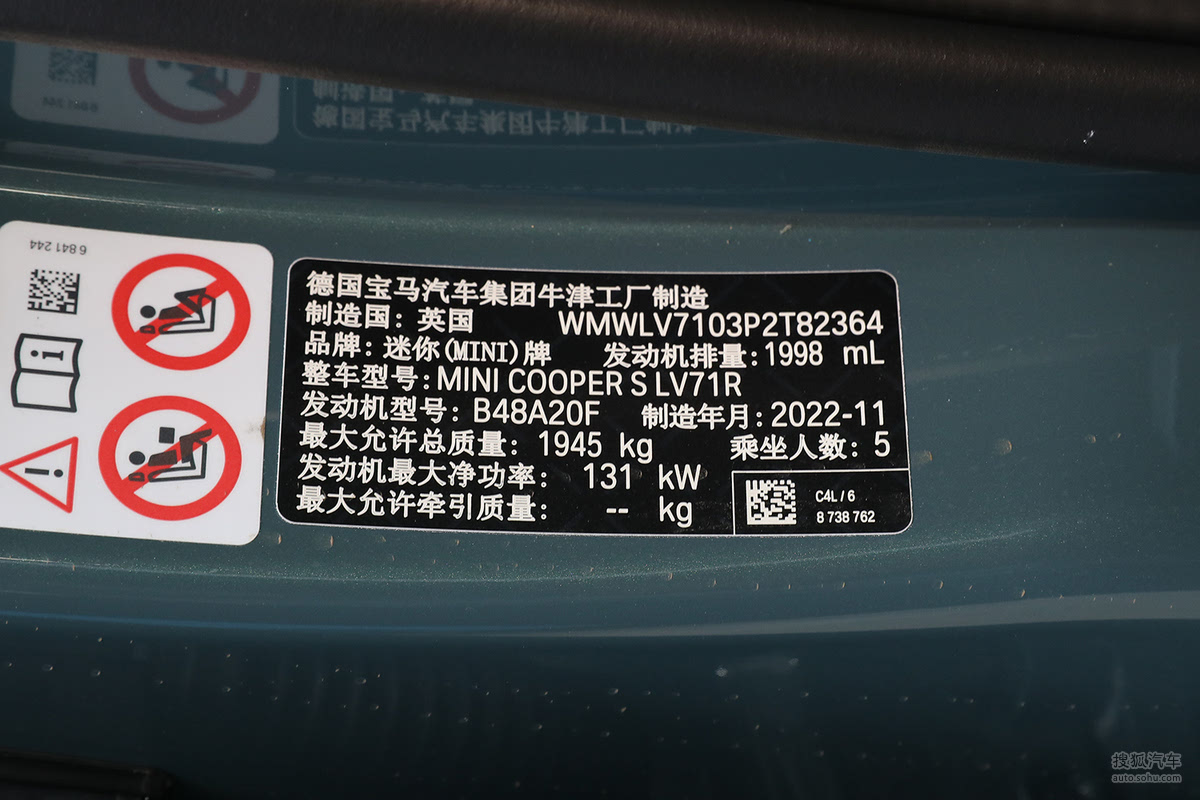 6 841 244
德国宝马汽车集团牛津工厂制造
制造国: 英国 WMWLV7103P2T82364
品牌: 迷你(MINI)牌 发动机排量: 1998 mL
整车型号: MINI COOPER S LV71R
发动机型号: B48A20F 制造年月: 2022-11
最大允许总质量: 1945 kg 乘坐人数: 5
发动机最大净功率: 131 kW
最大允许牵引质量: -- kg
C4L / 6
8 738 762
搜狐汽车
auto.sohu.com